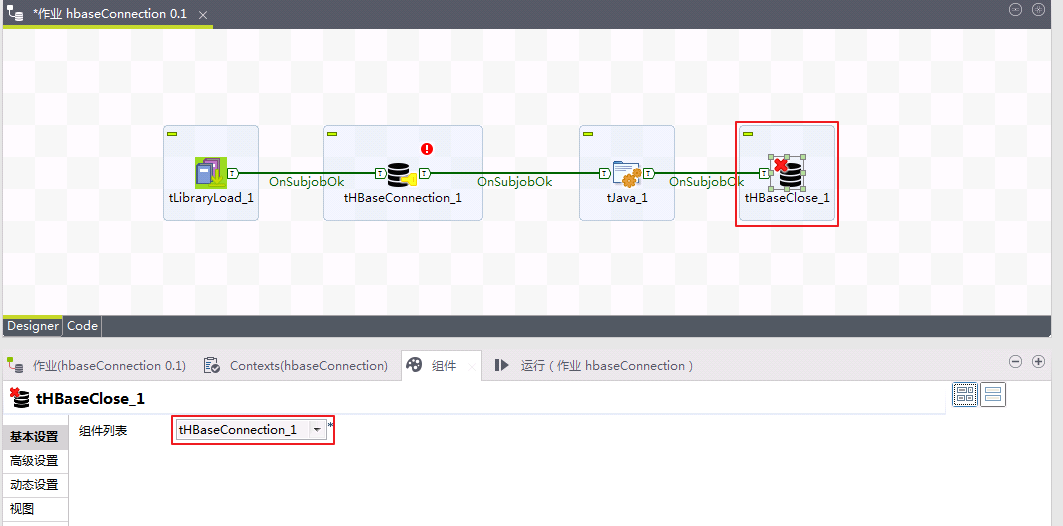 *作业 hbaseConnection 0.1
OnSubjobOk
OnSubjobOk
OnSubjobOk
tLibraryLoad_1
tHBaseConnection_1
tJava_1
tHBaseClose_1
Designer
Code
作业(hbaseConnection 0.1)
Contexts(hbaseConnection)
组件
运行 ( 作业 hbaseConnection )
tHBaseClose_1
基本设置
组件列表
tHBaseConnection_1
*
高级设置
动态设置
视图